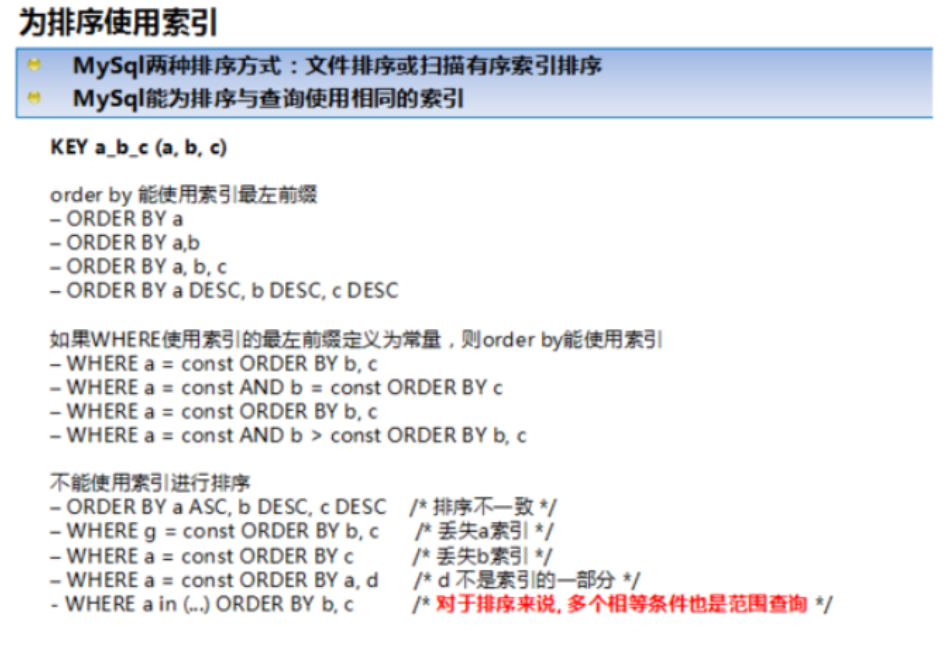 为排序使用索引
MySql两种排序方式：文件排序或扫描有序索引排序
MySql能为排序与查询使用相同的索引
KEY a_b_c (a, b, c)
order by 能使用索引最左前缀
– ORDER BY a
– ORDER BY a,b
– ORDER BY a, b, c
– ORDER BY a DESC, b DESC, c DESC
如果WHERE使用索引的最左前缀定义为常量，则order by能使用索引
– WHERE a = const ORDER BY b, c
– WHERE a = const AND b = const ORDER BY c
– WHERE a = const ORDER BY b, c
– WHERE a = const AND b > const ORDER BY b, c
不能使用索引进行排序
– ORDER BY a ASC, b DESC, c DESC /* 排序不一致 */
– WHERE g = const ORDER BY b, c /* 丢失a索引 */
– WHERE a = const ORDER BY c /* 丢失b索引 */
– WHERE a = const ORDER BY a, d /* d 不是索引的一部分 */
- WHERE a in (...) ORDER BY b, c /* 对于排序来说, 多个相等条件也是范围查询 */